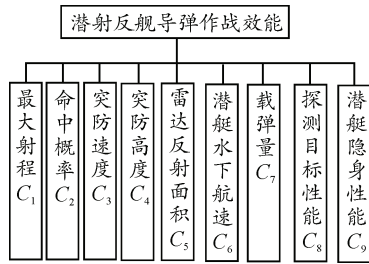 潜射反舰导弹作战效能
最大射程C₁
命中概率C₂
突防速度C₃
突防高度C₄
雷达反射面积C₅
潜艇水下航速C₆
载弹量C₇
探测目标性能C₈
潜艇隐身性能C₉